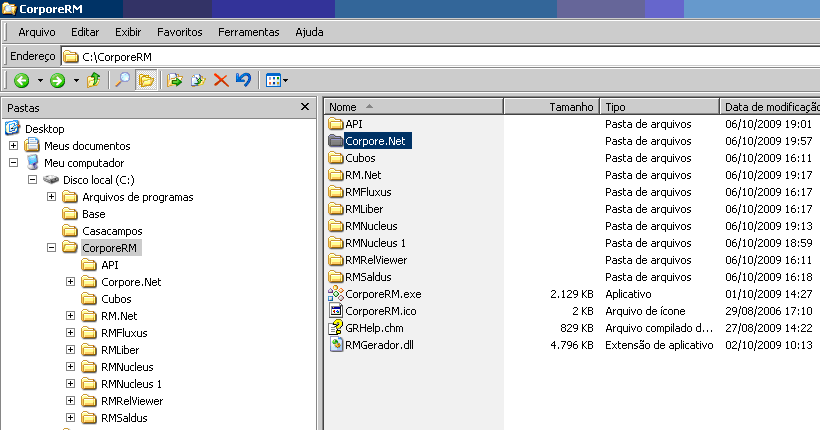 CorporeRM
Arquivo Editar Exibir Favoritos Ferramentas Ajuda
Endereço C:\CorporeRM
Pastas
Desktop
Meus documentos
Meu computador
Disco local (C:)
Arquivos de programas
Base
Casacampos
CorporeRM
API
Corpore.Net
Cubos
RM.Net
RMFluxus
RMLiber
RMNucleus
RMNucleus 1
RMRelViewer
RMSaldus
Nome Tamanho Tipo Data de modificação
API Pasta de arquivos 06/10/2009 19:01
Corpore.Net Pasta de arquivos 06/10/2009 19:57
Cubos Pasta de arquivos 06/10/2009 16:11
RM.Net Pasta de arquivos 06/10/2009 19:17
RMFluxus Pasta de arquivos 06/10/2009 16:17
RMLiber Pasta de arquivos 06/10/2009 16:17
RMNucleus Pasta de arquivos 06/10/2009 19:13
RMNucleus 1 Pasta de arquivos 06/10/2009 18:59
RMRelViewer Pasta de arquivos 06/10/2009 16:11
RMSaldus Pasta de arquivos 06/10/2009 16:18
CorporeRM.exe 2.129 KB Aplicativo 01/10/2009 14:27
CorporeRM.ico 2 KB Arquivo de ícone 29/08/2006 17:10
GRHelp.chm 829 KB Arquivo compilado d... 27/08/2009 14:22
RMGerador.dll 4.796 KB Extensão de aplicativo 02/10/2009 10:13